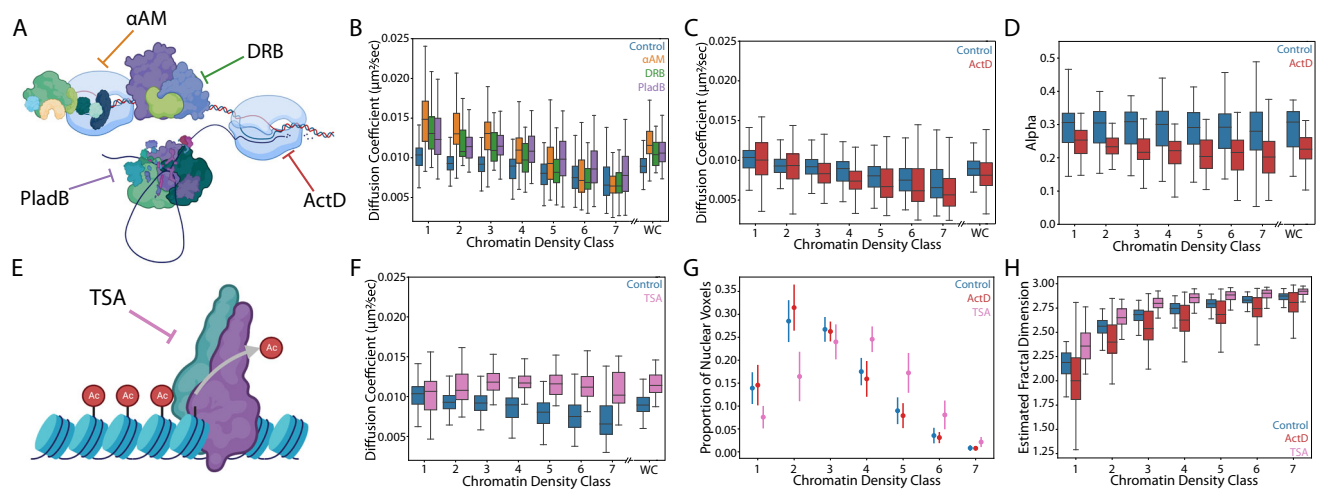 A
αAM
DRB
PladB
ActD
B
Diffusion Coefficient (μm²/sec)
0.025
0.020
0.015
0.010
0.005
Control
αAM
DRB
PladB
1 2 3 4 5 6 7 WC
Chromatin Density Class
C
Diffusion Coefficient (μm²/sec)
0.025
0.020
0.015
0.010
0.005
Control
ActD
1 2 3 4 5 6 7 WC
Chromatin Density Class
D
Alpha
0.5
0.4
0.3
0.2
0.1
0.0
Control
ActD
1 2 3 4 5 6 7 WC
Chromatin Density Class
E
TSA
Ac
Ac Ac Ac
F
Diffusion Coefficient (μm²/sec)
0.025
0.020
0.015
0.010
0.005
Control
TSA
1 2 3 4 5 6 7 WC
Chromatin Density Class
G
Proportion of Nuclear Voxels
0.35
0.30
0.25
0.20
0.15
0.10
0.05
0.00
Control
ActD
TSA
1 2 3 4 5 6 7
Chromatin Density Class
H
Estimated Fractal Dimension
3.00
2.75
2.50
2.25
2.00
1.75
1.50
1.25
Control
ActD
TSA
1 2 3 4 5 6 7
Chromatin Density Class